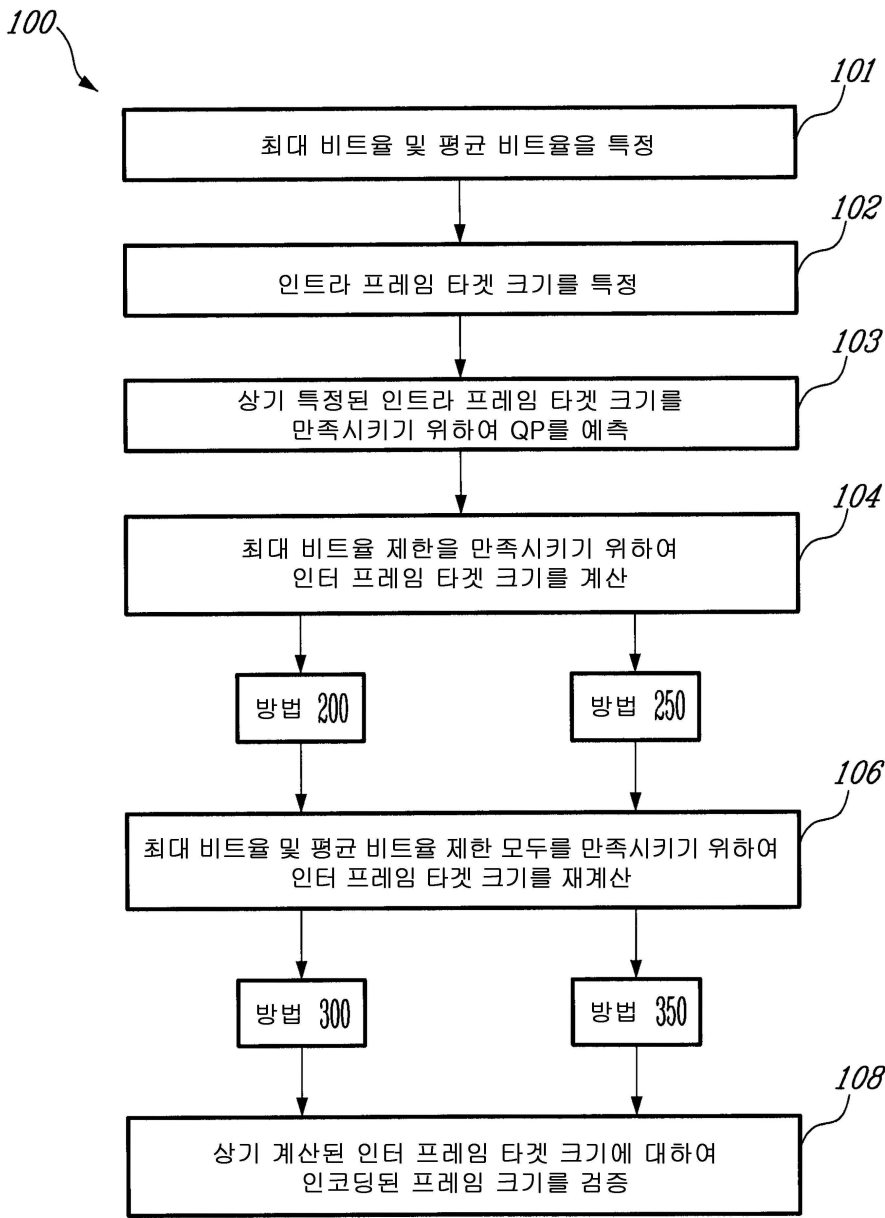 100
101
최대 비트율 및 평균 비트율을 특정
102
인트라 프레임 타겟 크기를 특정
103
상기 특정된 인트라 프레임 타겟 크기를
만족시키기 위하여 QP를 예측
104
최대 비트율 제한을 만족시키기 위하여
인터 프레임 타겟 크기를 계산
방법 200
방법 250
106
최대 비트율 및 평균 비트율 제한 모두를 만족시키기 위하여
인터 프레임 타겟 크기를 재계산
방법 300
방법 350
108
상기 계산된 인터 프레임 타겟 크기에 대하여
인코딩된 프레임 크기를 검증